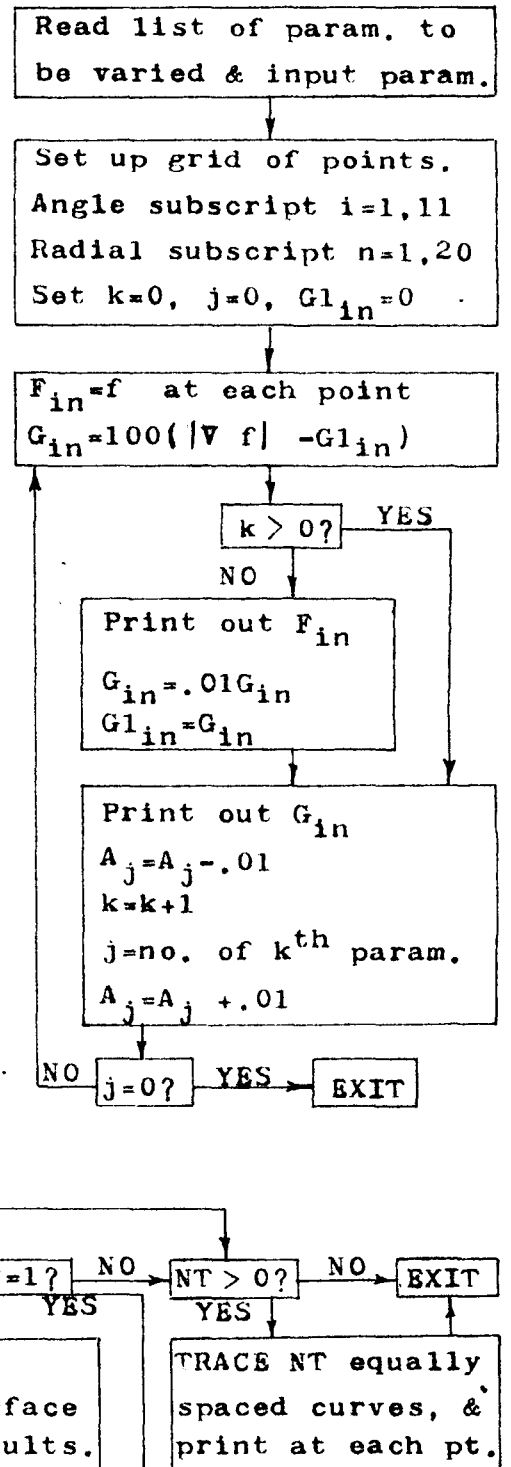 Read list of param. to
be varied & input param.
Set up grid of points.
Angle subscript i=1,11
Radial subscript n=1,20
Set k=0, j=0, G1in=0
Fin=f at each point
Gin=100(|∇ f| -G1in)
k > 0?
YES
NO
Print out Fin
Gin=.01Gin
G1in=Gin
Print out Gin
Aj=Aj-.01
k=k+1
j=no. of kth param.
Aj=Aj +.01
NO
j=0?
YES
EXIT
=1?
NO
NT > 0?
NO
EXIT
YES
YES
TRACE NT equally
face
spaced curves, &
ults.
print at each pt.